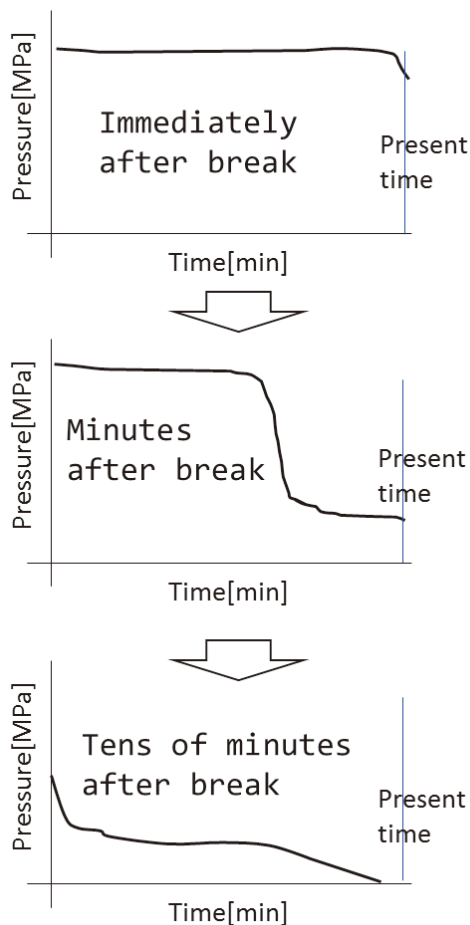 Pressure[MPa]
Immediately
after break
Present
time
Time[min]
Pressure[MPa]
Minutes
after break
Present
time
Time[min]
Pressure[MPa]
Tens of minutes
after break
Present
time
Time[min]